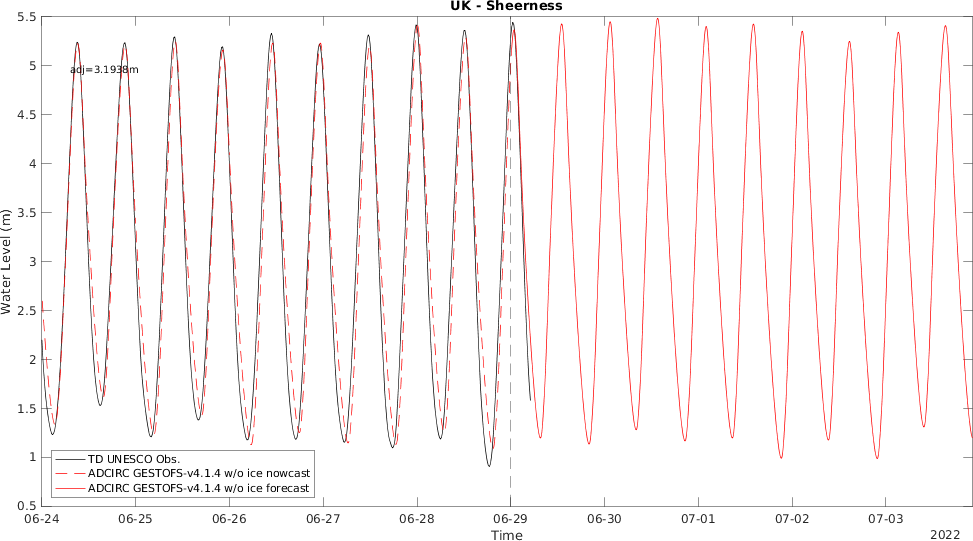 UK - Sheerness
5.5
5
4.5
4
3.5
3
2.5
2
1.5
1
0.5
Water Level (m)
adj=3.1938m
TD UNESCO Obs.
ADCIRC GESTOFS-v4.1.4 w/o ice nowcast
ADCIRC GESTOFS-v4.1.4 w/o ice forecast
06-24 06-25 06-26 06-27 06-28 06-29 06-30 07-01 07-02 07-03
Time
2022